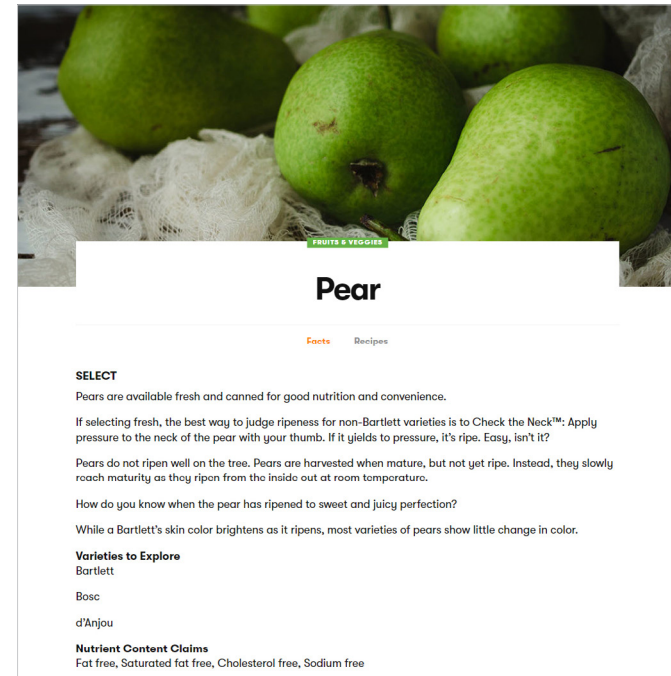 FRUITS & VEGGIES
Pear
Facts Recipes
SELECT
Pears are available fresh and canned for good nutrition and convenience.
If selecting fresh, the best way to judge ripeness for non-Bartlett varieties is to Check the Neck™: Apply
pressure to the neck of the pear with your thumb. If it yields to pressure, it's ripe. Easy, isn't it?
Pears do not ripen well on the tree. Pears are harvested when mature, but not yet ripe. Instead, they slowly
reach maturity as they ripen from the inside out at room temperature.
How do you know when the pear has ripened to sweet and juicy perfection?
While a Bartlett's skin color brightens as it ripens, most varieties of pears show little change in color.
Varieties to Explore
Bartlett
Bosc
d'Anjou
Nutrient Content Claims
Fat free, Saturated fat free, Cholesterol free, Sodium free